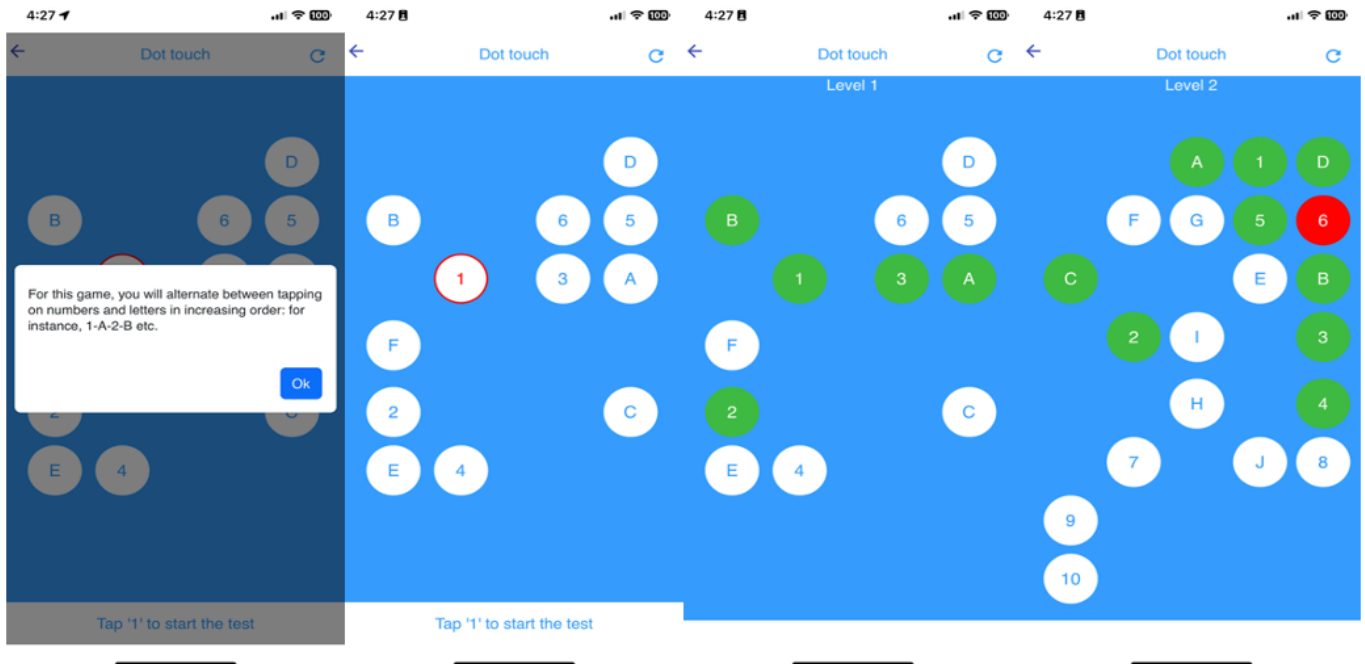 4:27
100
Dot touch
D
B
6
5
For this game, you will alternate between tapping
on numbers and letters in increasing order: for
instance, 1-A-2-B etc.
Ok
E
4
Tap '1' to start the test
4:27
100
Dot touch
D
B
6
5
1
3
A
F
2
C
E
4
Tap '1' to start the test
4:27
100
Dot touch
Level 1
D
B
6
5
1
3
A
F
2
C
E
4
4:27
100
Dot touch
Level 2
A
1
D
F
G
5
6
C
E
B
2
I
3
H
4
7
J
8
9
10